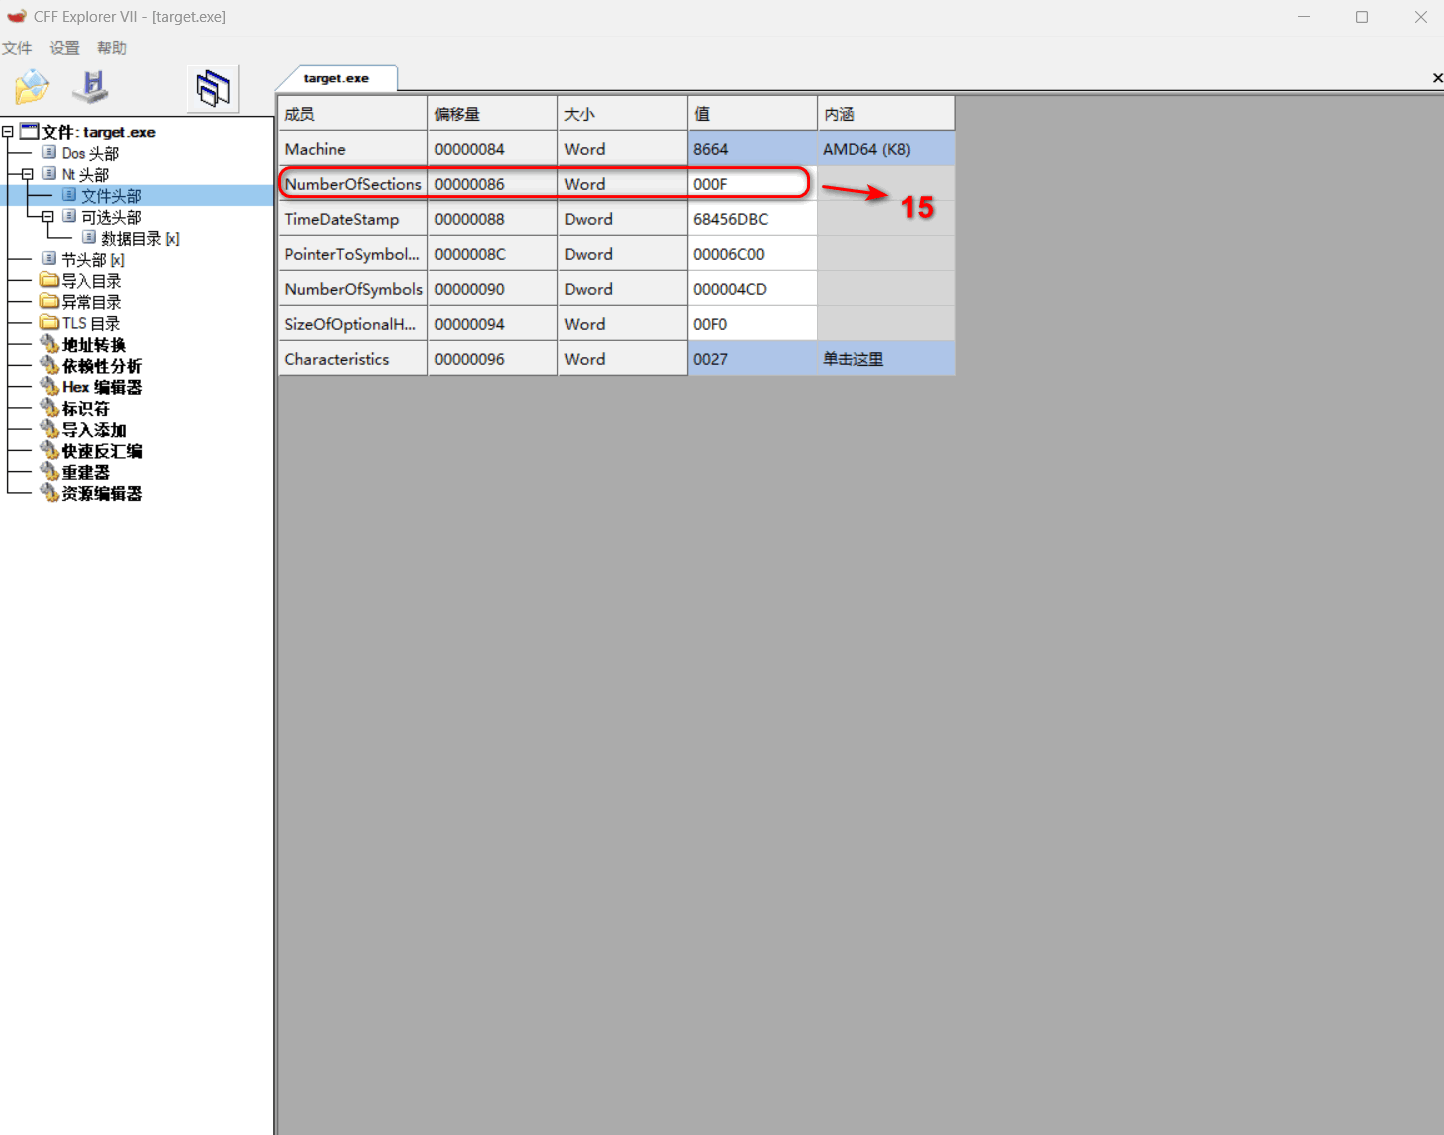 CFF Explorer VII - [target.exe]
文件 设置 帮助
target.exe
文件: target.exe
Dos 头部
Nt 头部
文件头部
可选头部
数据目录 [x]
节头部 [x]
导入目录
异常目录
TLS 目录
地址转换
依赖性分析
Hex 编辑器
标识符
导入添加
快速反汇编
重建器
资源编辑器
成员 偏移量 大小 值 内涵
Machine 00000084 Word 8664 AMD64 (K8)
NumberOfSections 00000086 Word 000F
15
TimeDateStamp 00000088 Dword 68456DBC
PointerToSymbol... 0000008C Dword 00006C00
NumberOfSymbols 00000090 Dword 000004CD
SizeOfOptionalH... 00000094 Word 00F0
Characteristics 00000096 Word 0027 单击这里